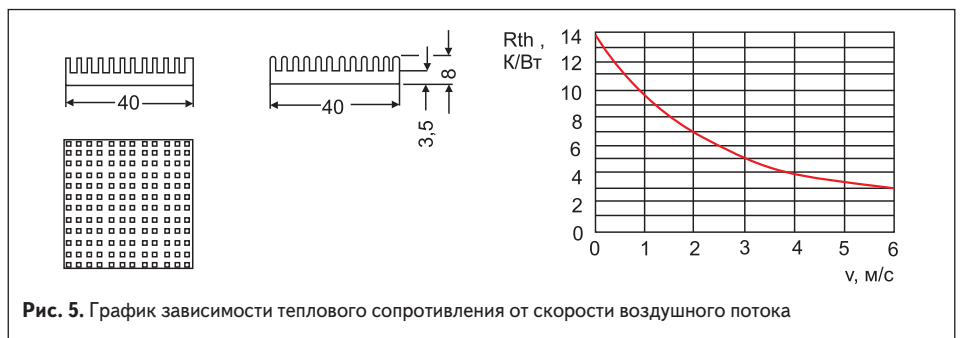 40
40
3,5
8
Rth ,
К/Вт
14
12
10
8
6
4
2
0
0 1 2 3 4 5 6
v, м/с
Рис. 5. График зависимости теплового сопротивления от скорости воздушного потока